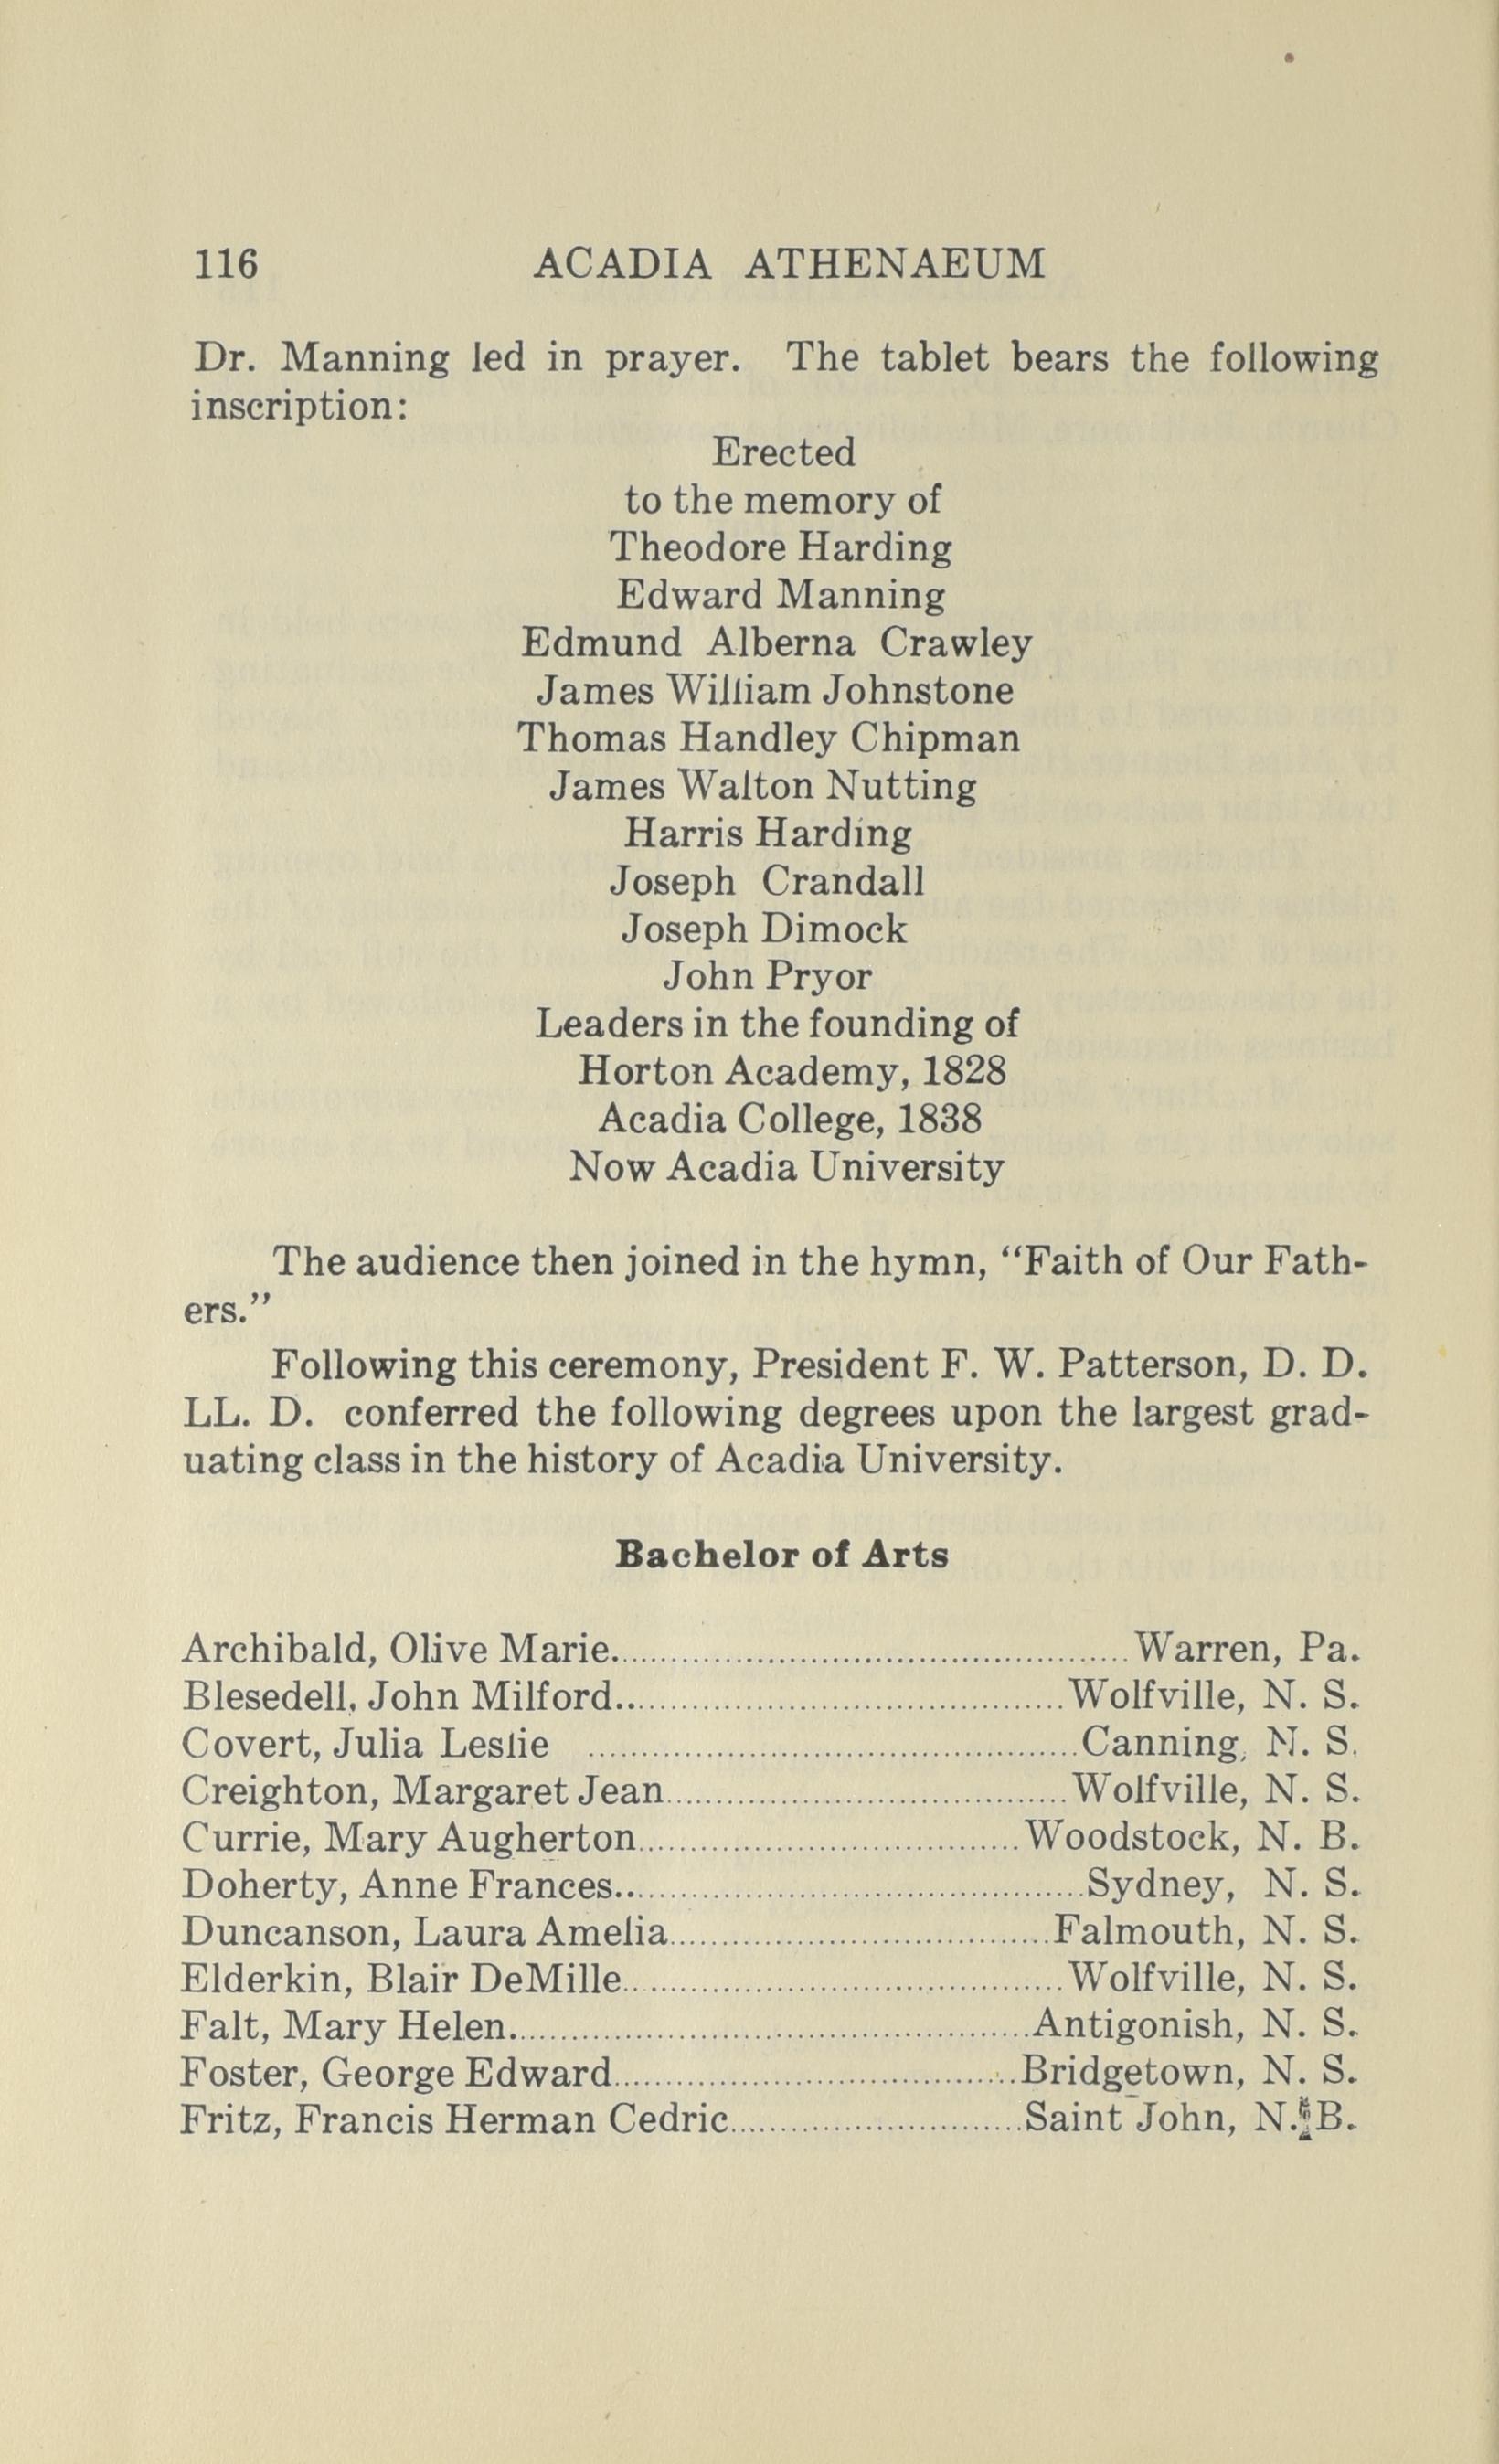 116 ACADIA ATHENAEUM
Dr. Manning led in prayer. The tablet bears the following
inscription:
Erected
to the memory of
Theodore Harding
Edward Manning
Edmund Alberna Crawley
James William Johnstone
Thomas Handley Chipman
James Walton Nutting
Harris Harding
Joseph Crandall
Joseph Dimock
John Pryor
Leaders in the founding of
Horton Academy, 1828
Acadia College, 1838
Now Acadia University
The audience then joined in the hymn, “Faith of Our Fath-
ers.”
Following this ceremony, President F. W. Patterson, D. D.
LL. D. conferred the following degrees upon the largest grad-
uating class in the history of Acadia University.
Bachelor of Arts
Archibald, Olive Marie........Warren, Pa.
Blesedell, John Milford........Wolfville, N. S.
Covert, Julia Leslie ........Canning, N. S.
Creighton, Margaret Jean........Wolfville, N. S.
Currie, Mary Augherton........Woodstock, N. B.
Doherty, Anne Frances........Sydney, N. S.
Duncanson, Laura Amelia........Falmouth, N. S.
Elderkin, Blair DeMille........Wolfville, N. S.
Falt, Mary Helen........Antigonish, N. S.
Foster, George Edward........Bridgetown, N. S.
Fritz, Francis Herman Cedric........Saint John, N. B.